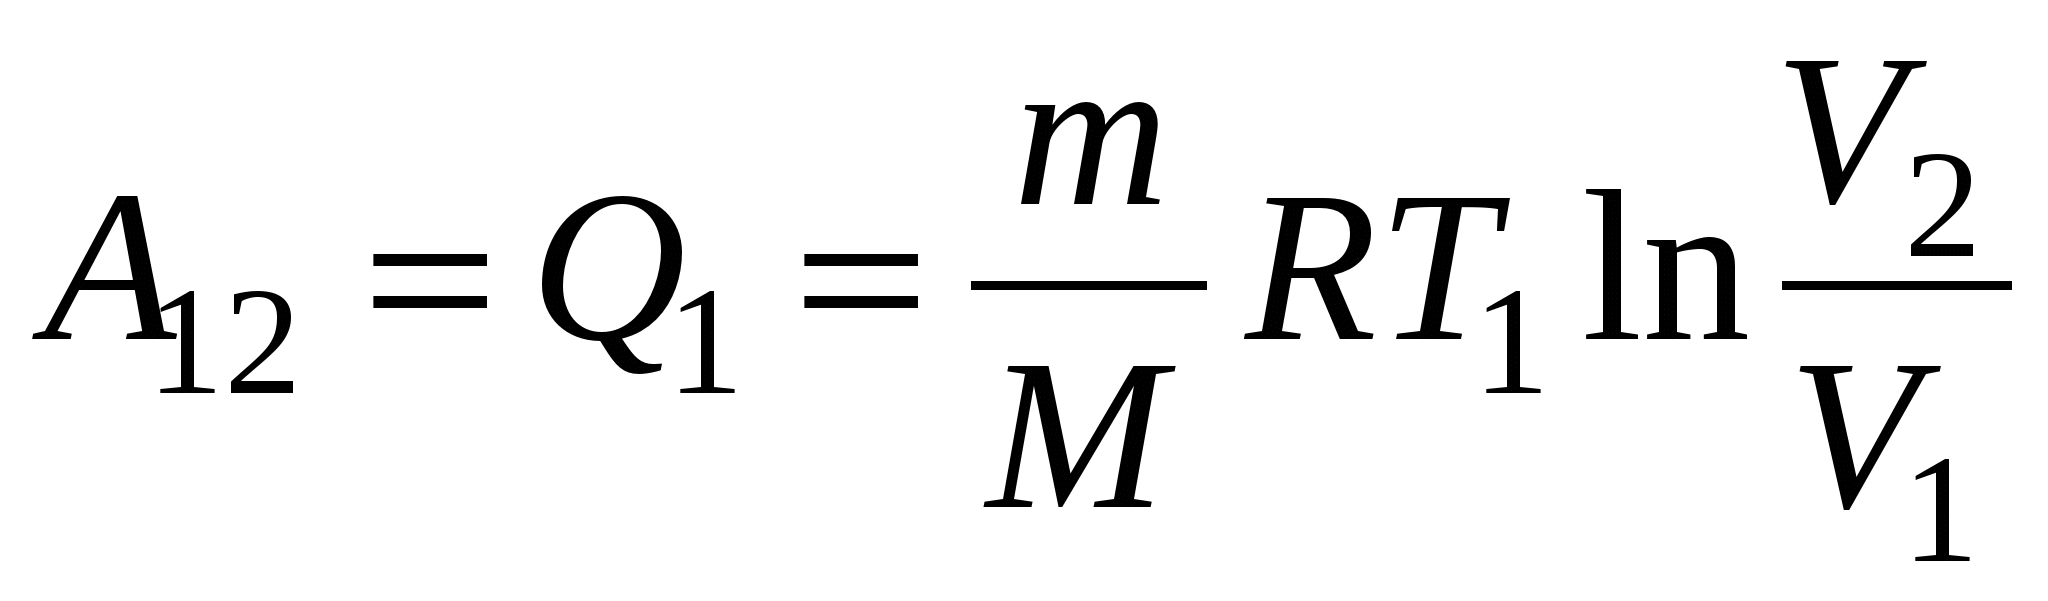 A₁₂ = Q₁ = m/M RT₁ ln V₂/V₁